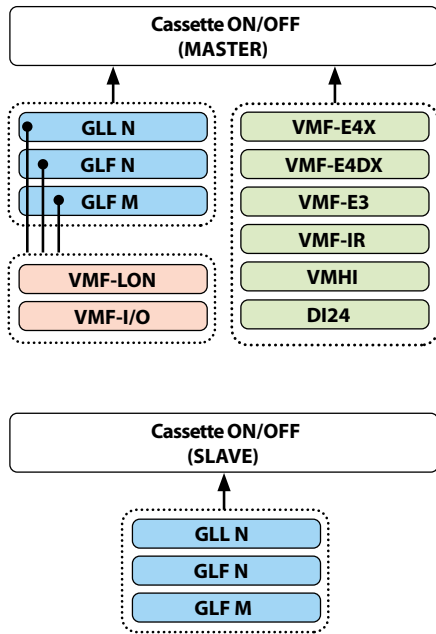 Cassette ON/OFF
(MASTER)
GLL N
GLF N
GLF M
VMF-LON
VMF-I/O
VMF-E4X
VMF-E4DX
VMF-E3
VMF-IR
VMHI
DI24
Cassette ON/OFF
(SLAVE)
GLL N
GLF N
GLF M